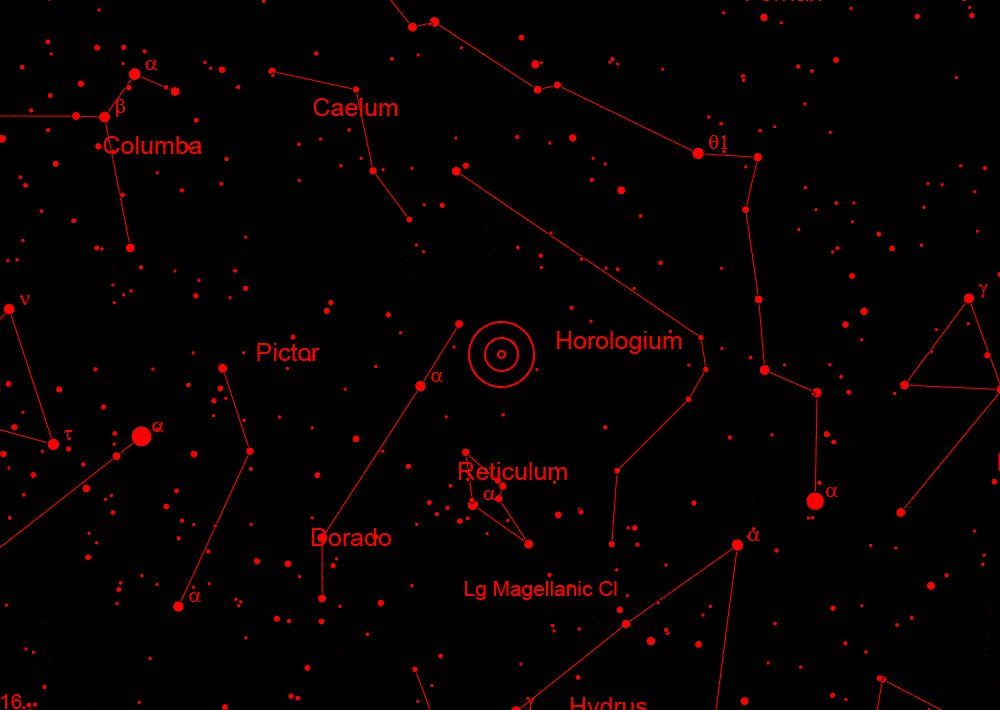 α
Caelum
β
θ1
Columba
ν
γ
Horologium
Pictor
α
α
τ
Reticulum
α
α
Dorado
α
α
Lg Magellanic Cl
16
Hydrus